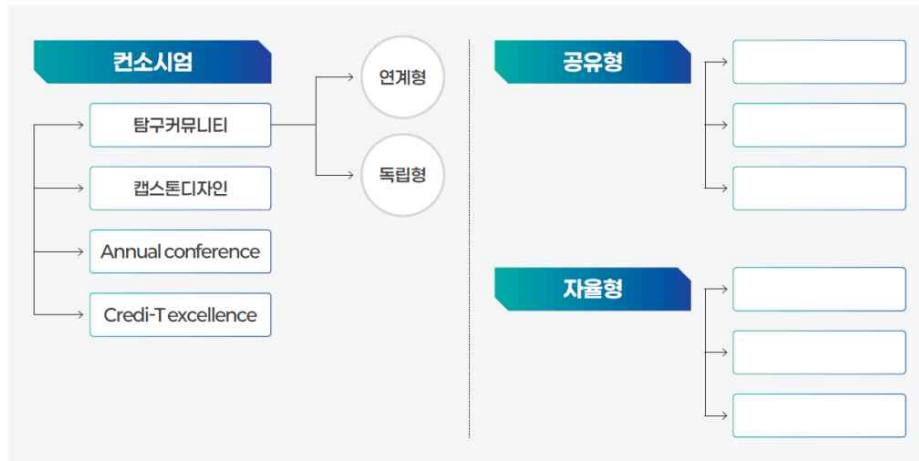 컨소시엄
탐구커뮤니티
캡스톤디자인
Annual conference
Credi-T excellence
연계형
독립형
공유형
자율형